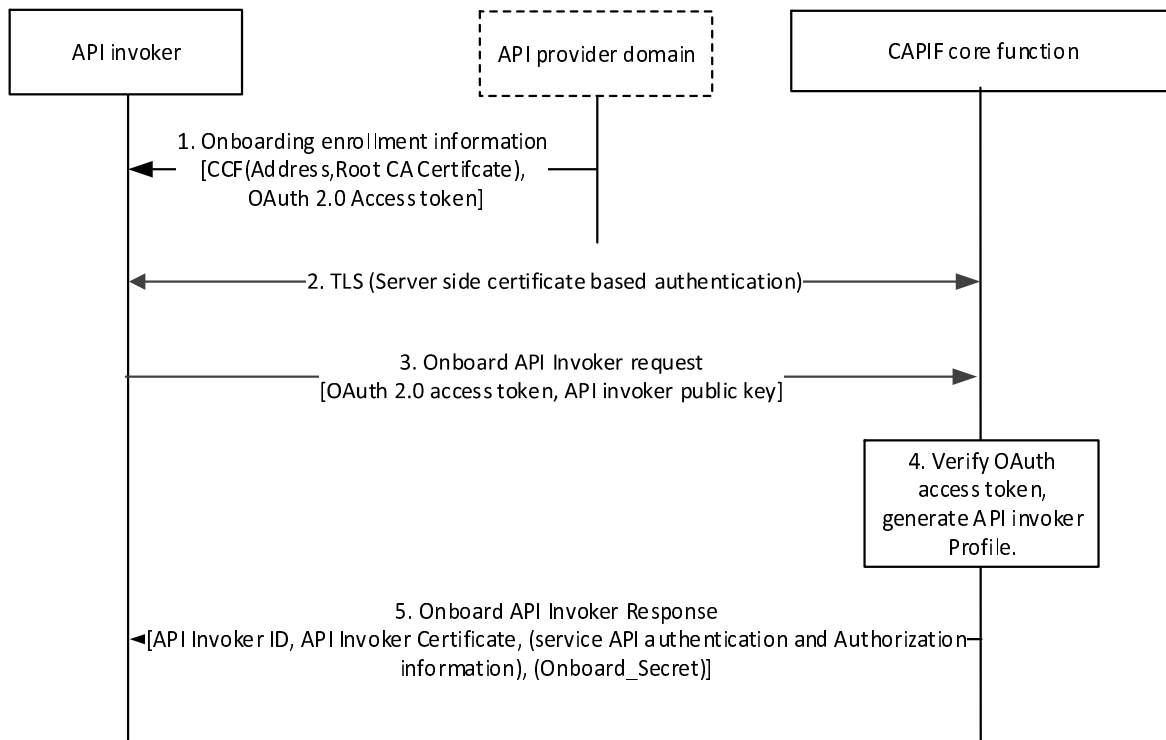 API invoker
API provider domain
CAPIF core function
1. Onboarding enrollment information
[CCF(Address,Root CA Certifcate),
OAuth 2.0 Access token]
2. TLS (Server side certificate based authentication)
3. Onboard API Invoker request
[OAuth 2.0 access token, API invoker public key]
4. Verify OAuth
access token,
generate API invoker
Profile.
5. Onboard API Invoker Response
[API Invoker ID, API Invoker Certificate, (service API authentication and Authorization
information), (Onboard_Secret)]